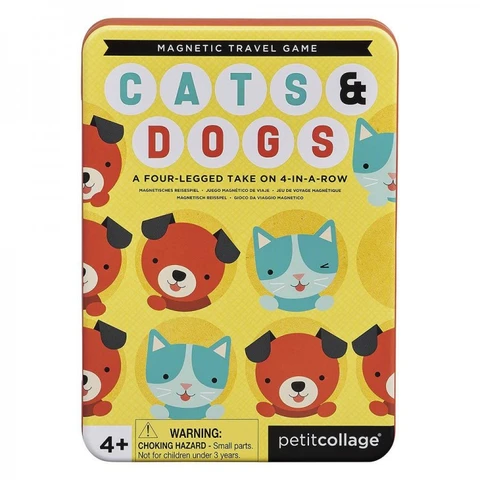 MAGNETIC TRAVEL GAME
CATS &
DOGS
A FOUR-LEGGED TAKE ON 4-IN-A-ROW
MAGNETISCHES REISESPIEL • JUEGO MAGNÉTICO DE VIAJE • JEU DE VOYAGE MAGNÉTIQUE
MAGNETISCH REISSPEL • GIOCO DA VIAGGIO MAGNETICO
4+
WARNING:
CHOKING HAZARD - Small parts.
Not for children under 3 years.
petitcollage®